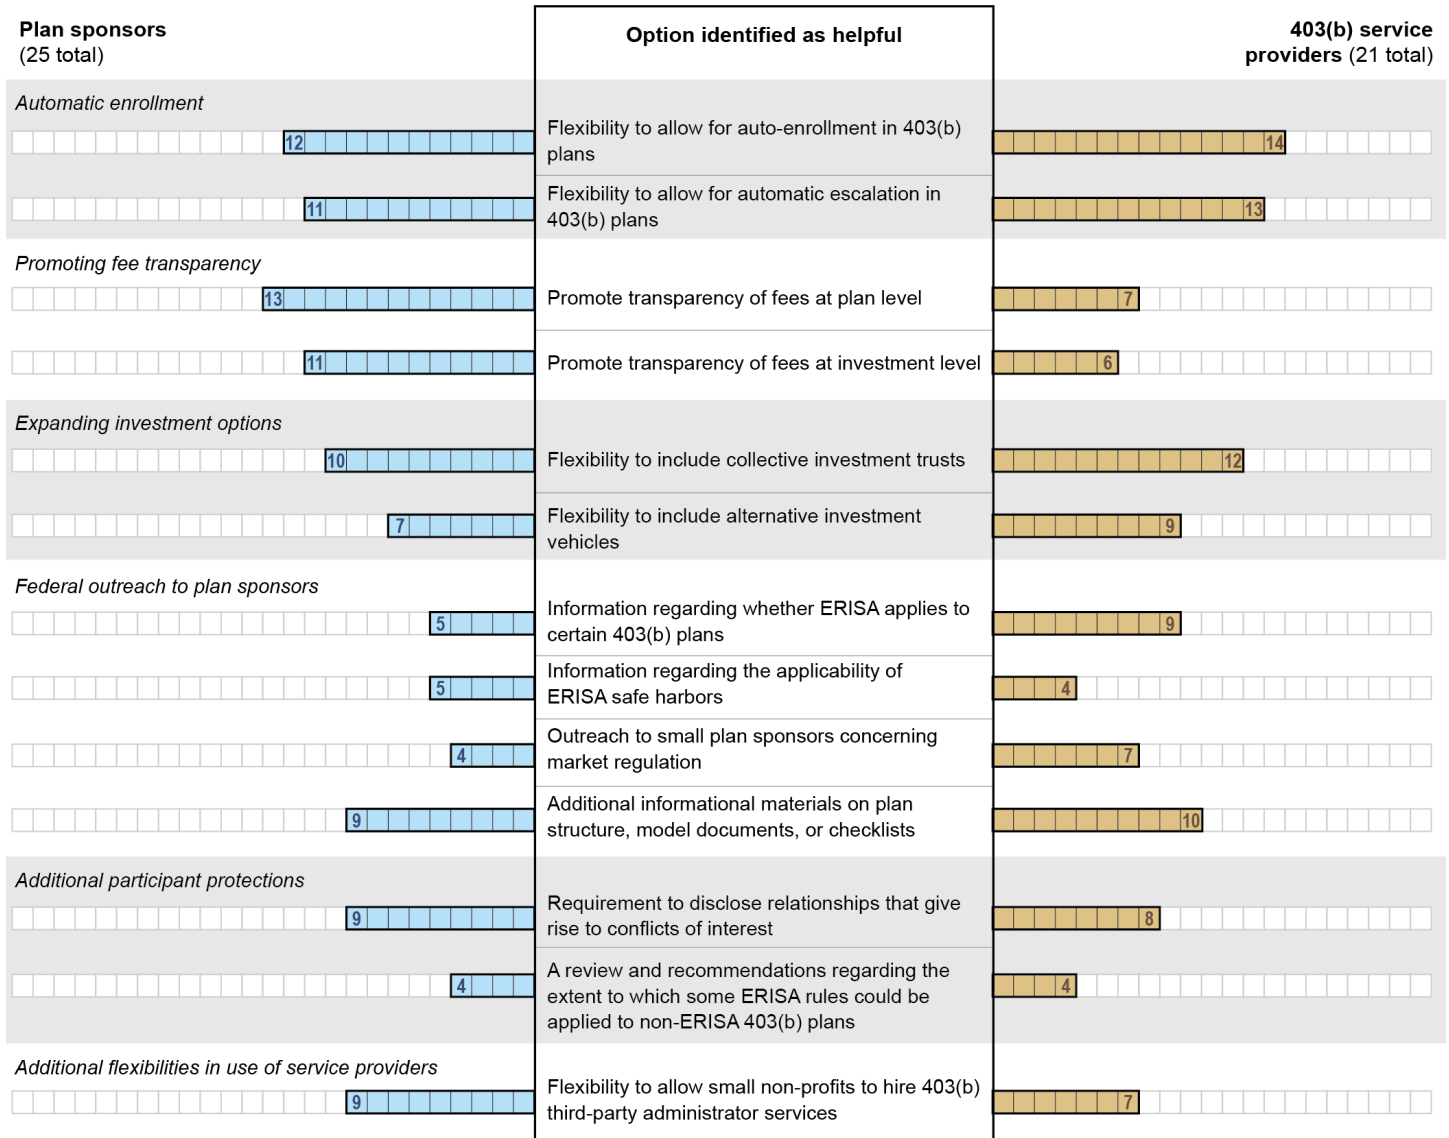 Plan sponsors
(25 total)
Option identified as helpful
403(b) service
providers (21 total)
Automatic enrollment
12
Flexibility to allow for auto-enrollment in 403(b)
plans
14
11
Flexibility to allow for automatic escalation in
403(b) plans
13
Promoting fee transparency
13
Promote transparency of fees at plan level
7
11
Promote transparency of fees at investment level
6
Expanding investment options
10
Flexibility to include collective investment trusts
12
7
Flexibility to include alternative investment
vehicles
9
Federal outreach to plan sponsors
5
Information regarding whether ERISA applies to
certain 403(b) plans
9
5
Information regarding the applicability of
ERISA safe harbors
4
4
Outreach to small plan sponsors concerning
market regulation
7
9
Additional informational materials on plan
structure, model documents, or checklists
10
Additional participant protections
9
Requirement to disclose relationships that give
rise to conflicts of interest
8
4
A review and recommendations regarding the
extent to which some ERISA rules could be
applied to non-ERISA 403(b) plans
4
Additional flexibilities in use of service providers
9
Flexibility to allow small non-profits to hire 403(b)
third-party administrator services
7